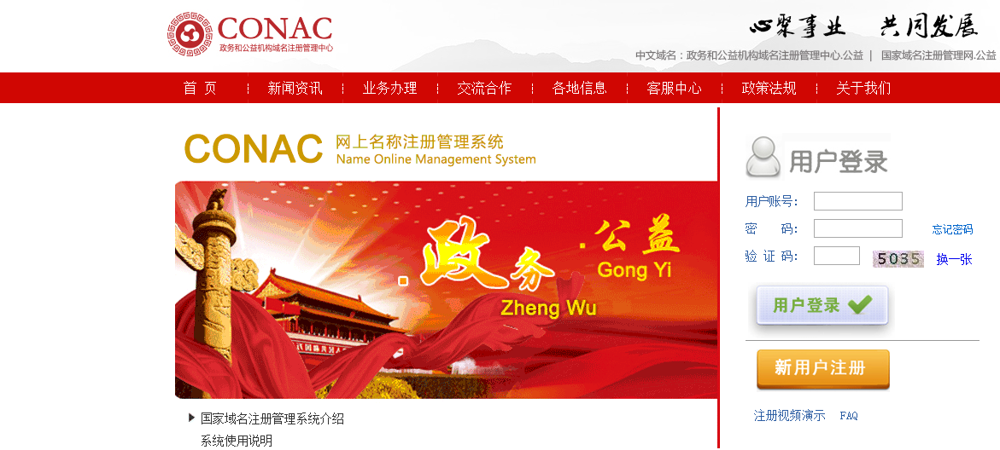 CONAC
政务和公益机构域名注册管理中心
心聚事业 共同发展
中文域名：政务和公益机构域名注册管理中心.公益 | 国家域名注册管理网.公益
首 页 新闻资讯 业务办理 交流合作 各地信息 客服中心 政策法规 关于我们
CONAC 网上名称注册管理系统
Name Online Management System
.政务
Zheng Wu
.公益
Gong Yi
国家域名注册管理系统介绍
系统使用说明
用户登录
用户账号：
密 码： 忘记密码
验 证 码： 5035 换一张
用户登录
新用户注册
注册视频演示 FAQ